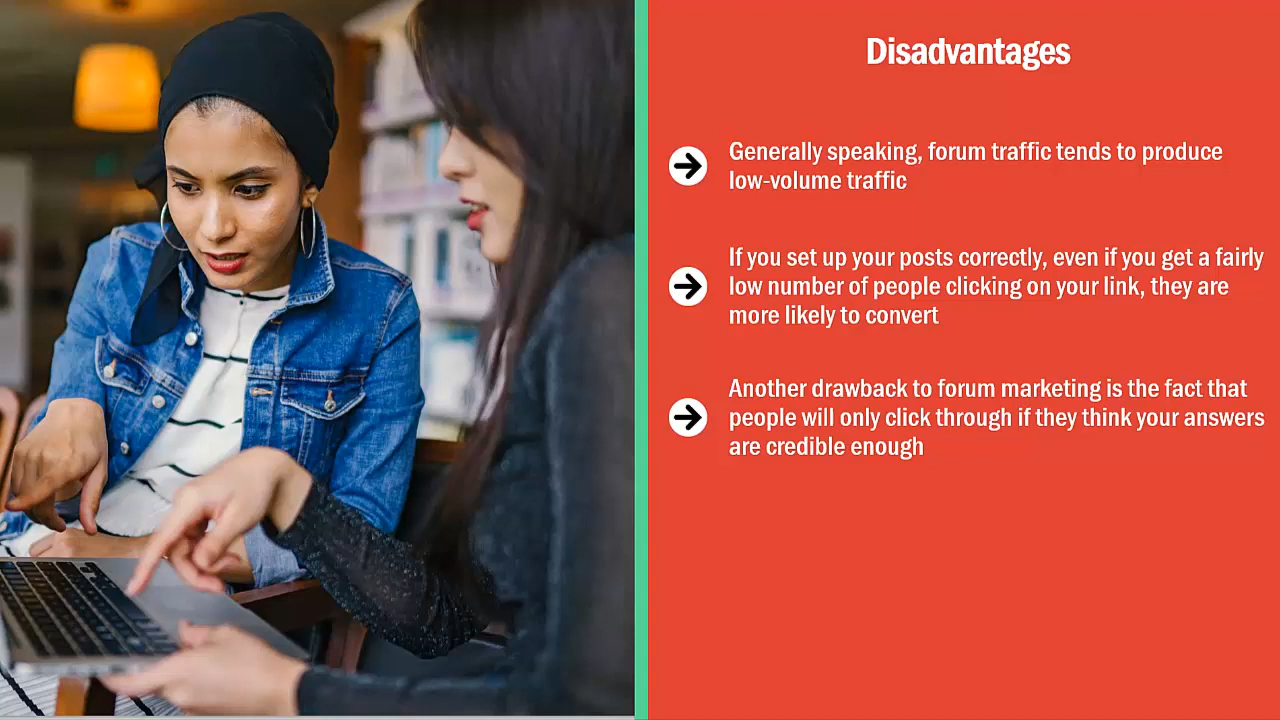 Disadvantages
Generally speaking, forum traffic tends to produce
low-volume traffic
If you set up your posts correctly, even if you get a fairly
low number of people clicking on your link, they are
more likely to convert
Another drawback to forum marketing is the fact that
people will only click through if they think your answers
are credible enough